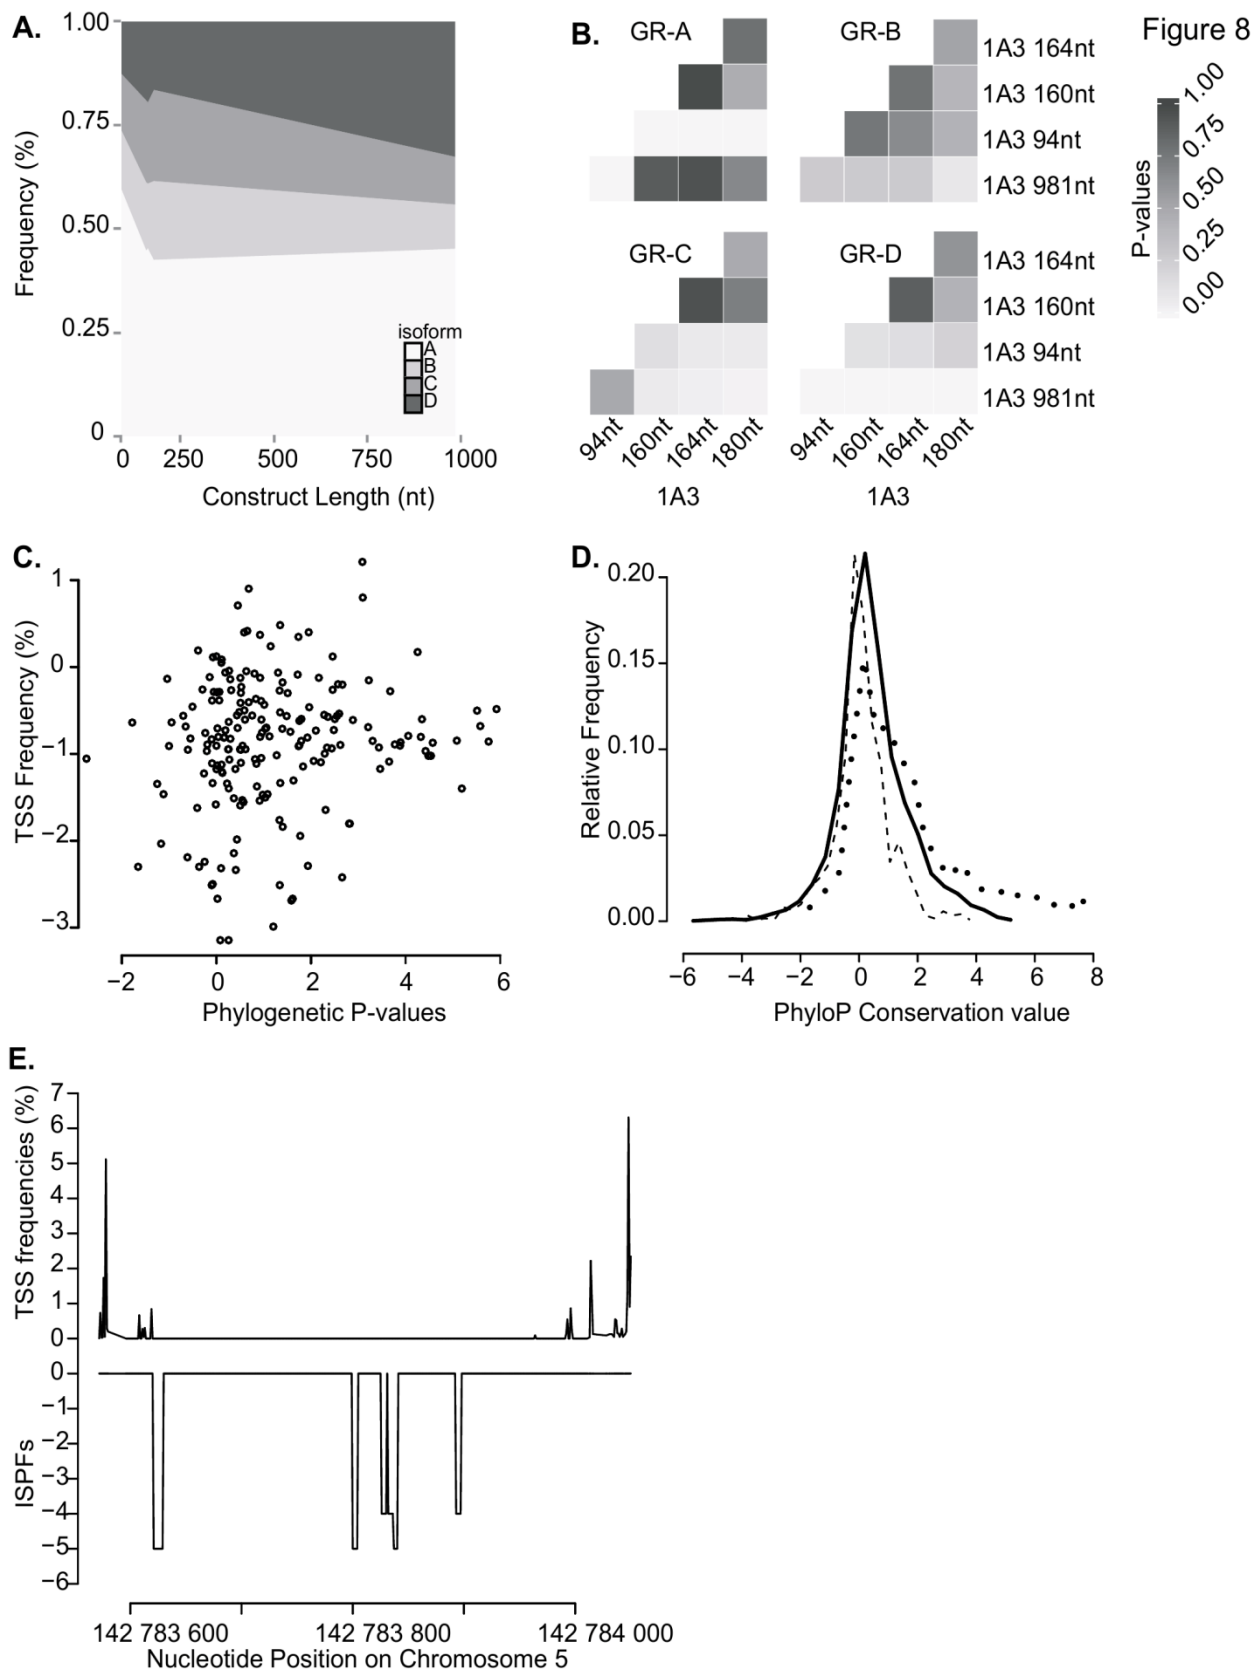 Figure 8
A.
1.00
0.75
0.50
0.25
0
Frequency (%)
0 250 500 750 1000
Construct Length (nt)
isoform
A
B
C
D
B.
GR-A
GR-B
1A3 164nt
1A3 160nt
1A3 94nt
1A3 981nt
GR-C
GR-D
1A3 164nt
1A3 160nt
1A3 94nt
1A3 981nt
94nt 160nt 164nt 180nt 94nt 160nt 164nt 180nt
1A3 1A3
P-values
1.00
0.75
0.50
0.25
0.00
C.
1
0
−1
−2
−3
TSS Frequency (%)
−2 0 2 4 6
Phylogenetic P-values
D.
0.20
0.15
0.10
0.05
0.00
Relative Frequency
−6 −4 −2 0 2 4 6 8
PhyloP Conservation value
E.
7
6
5
4
3
2
1
0
TSS frequencies (%)
0
−1
−2
−3
−4
−5
−6
ISPFs
142 783 600 142 783 800 142 784 000
Nucleotide Position on Chromosome 5